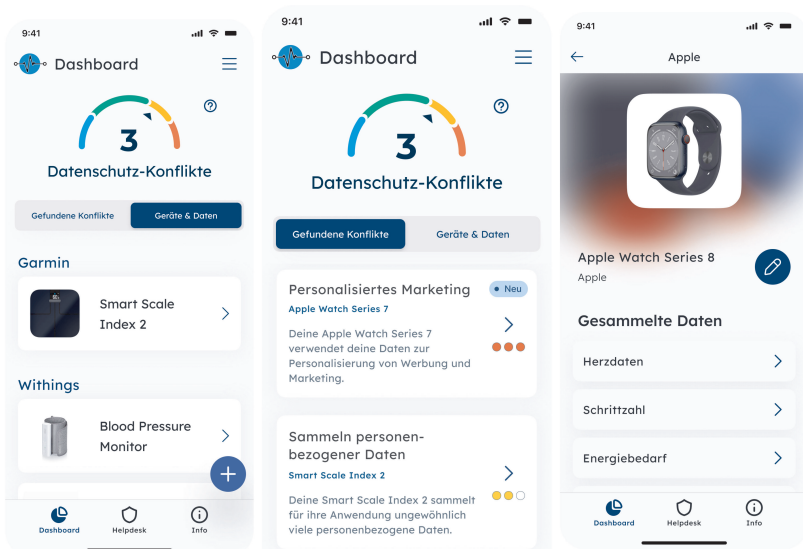 9:41
Dashboard
3
Datenschutz-Konflikte
Gefundene Konflikte
Geräte & Daten
Garmin
Smart Scale
Index 2
Withings
Blood Pressure
Monitor
Dashboard
Helpdesk
Info
9:41
Dashboard
3
Datenschutz-Konflikte
Gefundene Konflikte
Geräte & Daten
Personalisiertes Marketing
Neu
Apple Watch Series 7
Deine Apple Watch Series 7
verwendet deine Daten zur
Personalisierung von Werbung und
Marketing.
Sammeln personen-
bezogener Daten
Smart Scale Index 2
Deine Smart Scale Index 2 sammelt
für ihre Anwendung ungewöhnlich
viele personenbezogene Daten.
9:41
Apple
Apple Watch Series 8
Apple
Gesammelte Daten
Herzdaten
Schrittzahl
Energiebedarf
Dashboard
Helpdesk
Info